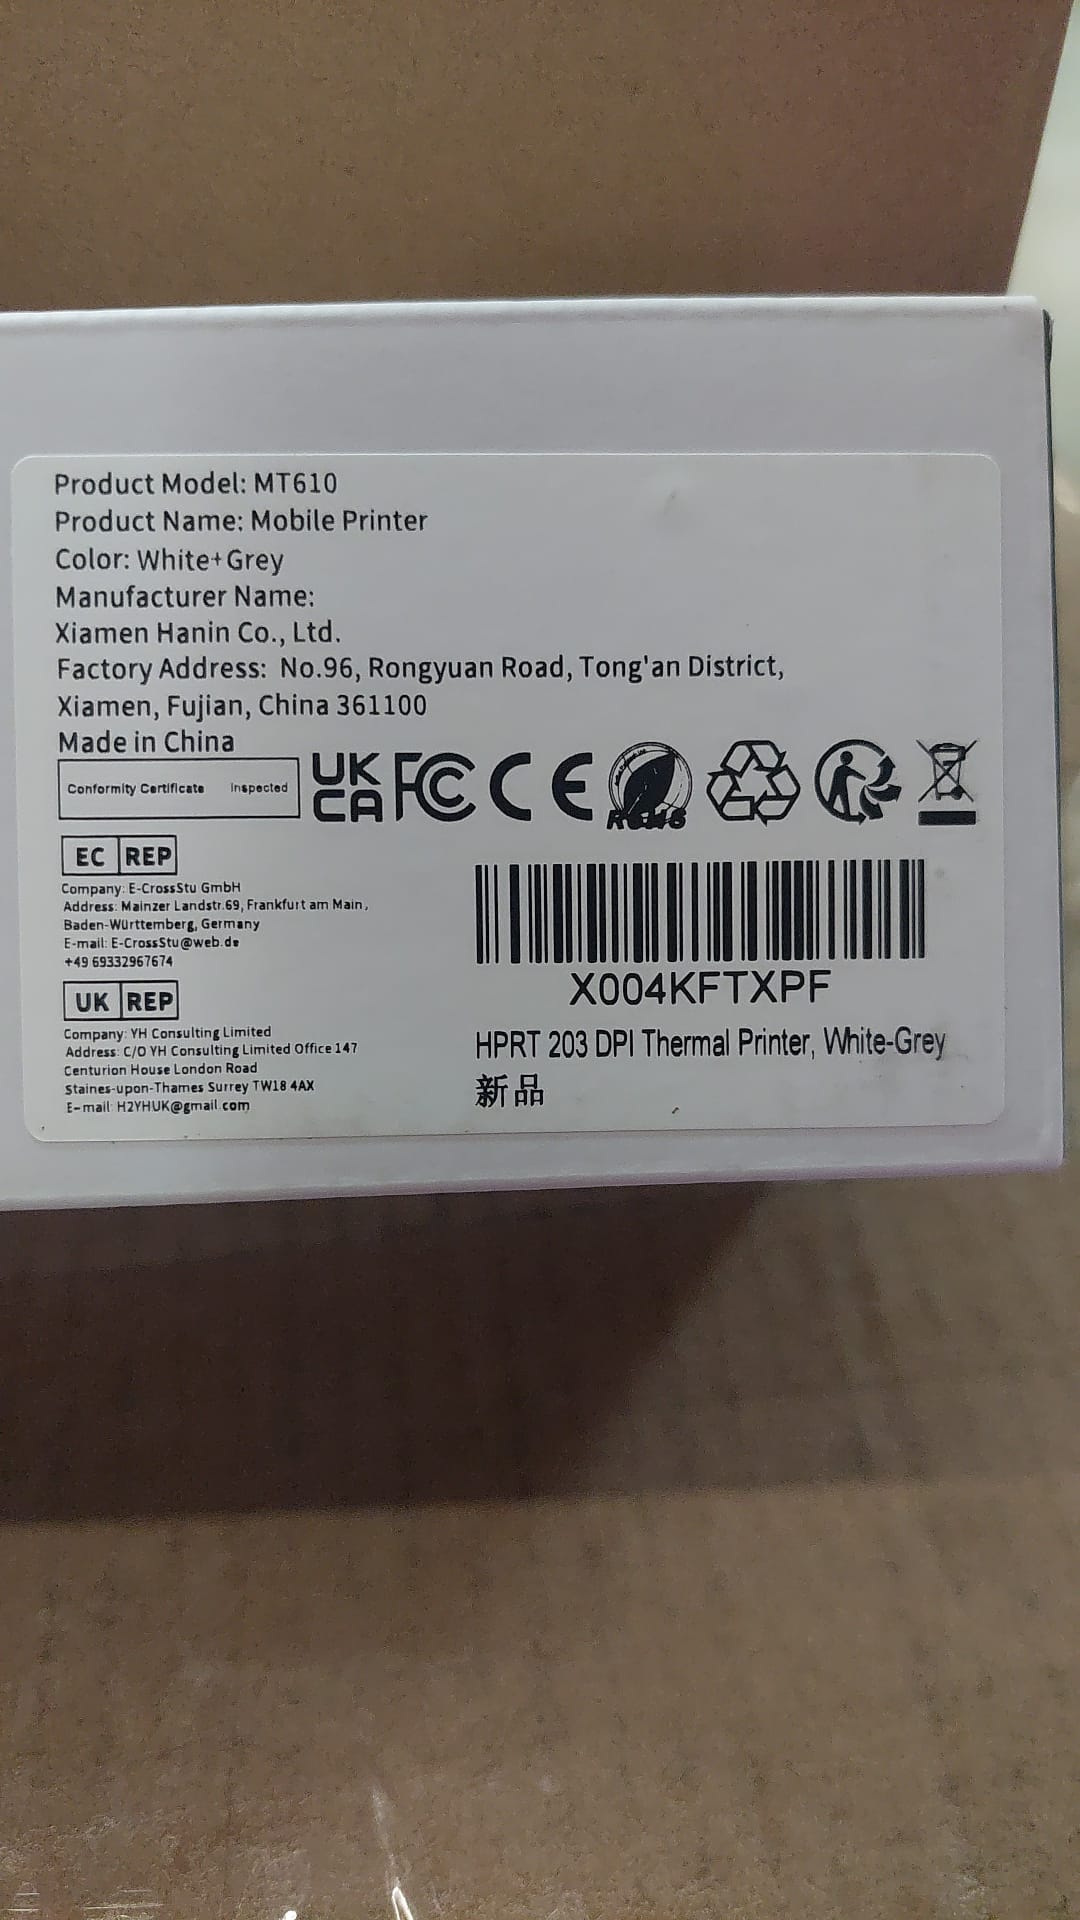 Product Model: MT610
Product Name: Mobile Printer
Color: White+Grey
Manufacturer Name:
Xiamen Hanin Co., Ltd.
Factory Address: No.96, Rongyuan Road, Tong'an District,
Xiamen, Fujian, China 361100
Made in China
Conformity Certificate Inspected
UK
CA
FC CE
RoHS
EC REP
Company: E-CrossStu GmbH
Address: Mainzer Landstr.69, Frankfurt am Main,
Baden-Württemberg, Germany
E-mail: E-CrossStu@web.de
+49 69332967674
UK REP
Company: YH Consulting Limited
Address: C/O YH Consulting Limited Office 147
Centurion House London Road
Staines-upon-Thames Surrey TW18 4AX
E-mail: H2YHUK@gmail.com
X004KFTXPF
HPRT 203 DPI Thermal Printer, White-Grey
新品